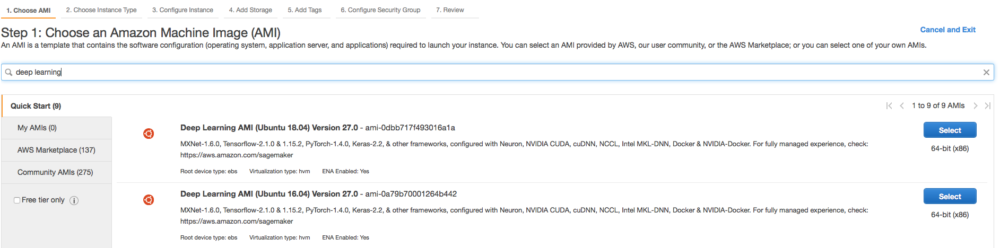 1. Choose AMI 2. Choose Instance Type 3. Configure Instance 4. Add Storage 5. Add Tags 6. Configure Security Group 7. Review
Step 1: Choose an Amazon Machine Image (AMI)
Cancel and Exit
An AMI is a template that contains the software configuration (operating system, application server, and applications) required to launch your instance. You can select an AMI provided by AWS, our user community, or the AWS Marketplace; or you can select one of your own AMIs.
deep learning
Quick Start (9)
1 to 9 of 9 AMIs
My AMIs (0)
AWS Marketplace (137)
Community AMIs (275)
Free tier only
Deep Learning AMI (Ubuntu 18.04) Version 27.0 - ami-0dbb717f493016a1a
Select
MXNet-1.6.0, Tensorflow-2.1.0 & 1.15.2, PyTorch-1.4.0, Keras-2.2, & other frameworks, configured with Neuron, NVIDIA CUDA, cuDNN, NCCL, Intel MKL-DNN, Docker & NVIDIA-Docker. For fully managed experience, check:
64-bit (x86)
https://aws.amazon.com/sagemaker
Root device type: ebs Virtualization type: hvm ENA Enabled: Yes
Deep Learning AMI (Ubuntu 16.04) Version 27.0 - ami-0a79b70001264b442
Select
MXNet-1.6.0, Tensorflow-2.1.0 & 1.15.2, PyTorch-1.4.0, Keras-2.2, & other frameworks, configured with Neuron, NVIDIA CUDA, cuDNN, NCCL, Intel MKL-DNN, Docker & NVIDIA-Docker. For fully managed experience, check:
64-bit (x86)
https://aws.amazon.com/sagemaker
Root device type: ebs Virtualization type: hvm ENA Enabled: Yes